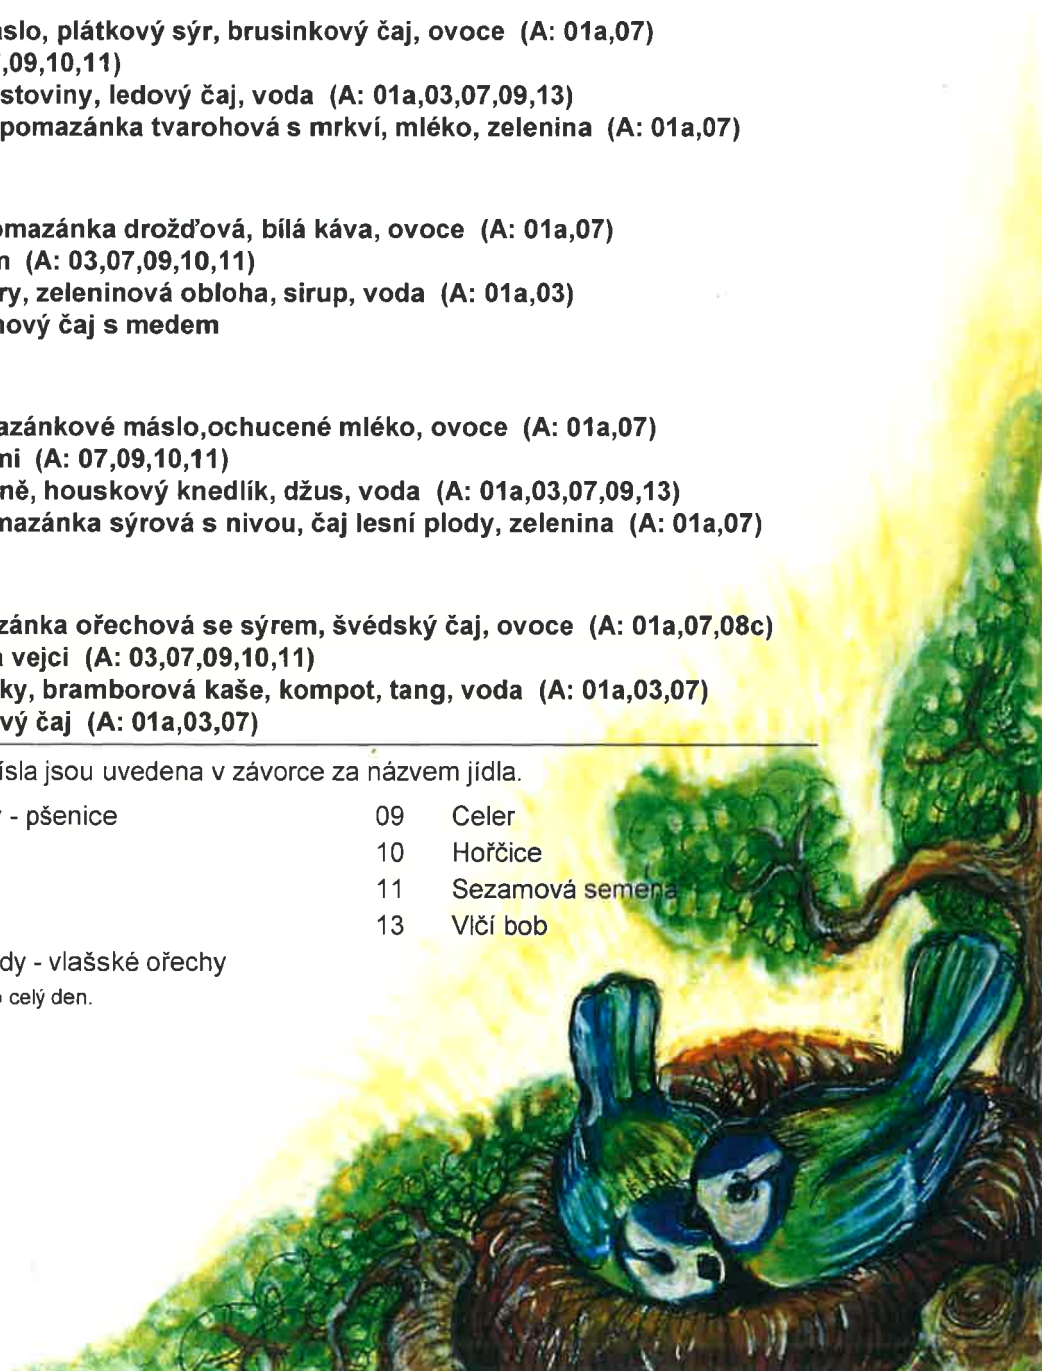 slo, plátkový sýr, brusinkový čaj, ovoce (A: 01a,07)
,09,10,11)
stoviny, ledový čaj, voda (A: 01a,03,07,09,13)
pomazánka tvarohová s mrkví, mléko, zelenina (A: 01a,07)
omazánka drožďová, bílá káva, ovoce (A: 01a,07)
(A: 03,07,09,10,11)
ry, zeleninová obloha, sirup, voda (A: 01a,03)
nový čaj s medem
azánkové máslo,ochucené mléko, ovoce (A: 01a,07)
mi (A: 07,09,10,11)
ně, houskový knedlík, džus, voda (A: 01a,03,07,09,13)
mazánka sýrová s nivou, čaj lesní plody, zelenina (A: 01a,07)
zánka ořechová se sýrem, švédský čaj, ovoce (A: 01a,07,08c)
vejci (A: 03,07,09,10,11)
ky, bramborová kaše, kompot, tang, voda (A: 01a,03,07)
vý čaj (A: 01a,03,07)
ísla jsou uvedena v závorce za názvem jídla.
- pšenice
09 Celer
10 Hořčice
11 Sezamová semena
13 Vlčí bob
dy - vlašské ořechy
celý den.